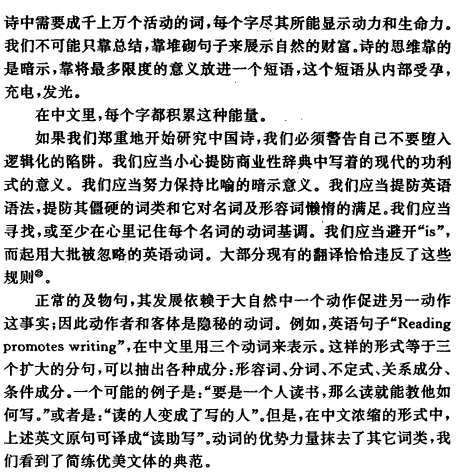 诗中需要成千上万个活动的词，每个字尽其所能显示动力和生命力。
我们不可能只靠总结，靠堆砌句子来展示自然的财富。诗的思维靠的
是暗示，靠将最多限度的意义放进一个短语，这个短语从内部受孕，
充电，发光。
在中文里，每个字都积累这种能量。
如果我们郑重地开始研究中国诗，我们必须警告自己不要堕入
逻辑化的陷阱。我们应当小心提防商业性辞典中写着的现代的功利
式的意义。我们应当努力保持比喻的暗示意义。我们应当提防英语
语法，提防其僵硬的词类和它对名词及形容词懒惰的满足。我们应当
寻找，或至少在心里记住每个名词的动词基调。我们应当避开“is”，
而起用大批被忽略的英语动词。大部分现有的翻译恰恰违反了这些
规则。
正常的及物句，其发展依赖于大自然中一个动作促进另一动作
这事实；因此动作者和客体是隐秘的动词。例如，英语句子“Reading
promotes writing”，在中文里用三个动词来表示。这样的形式等于三
个扩大的分句，可以抽出各种成分：形容词、分词、不定式、关系成分、
条件成分。一个可能的例子是：“要是一个人读书，那么读就能教他如
何写。”或者是：“读的人变成了写的人”。但是，在中文浓缩的形式中，
上述英文原句可译成“读助写”。动词的优势力量抹去了其它词类，我
们看到了简练优美文体的典范。